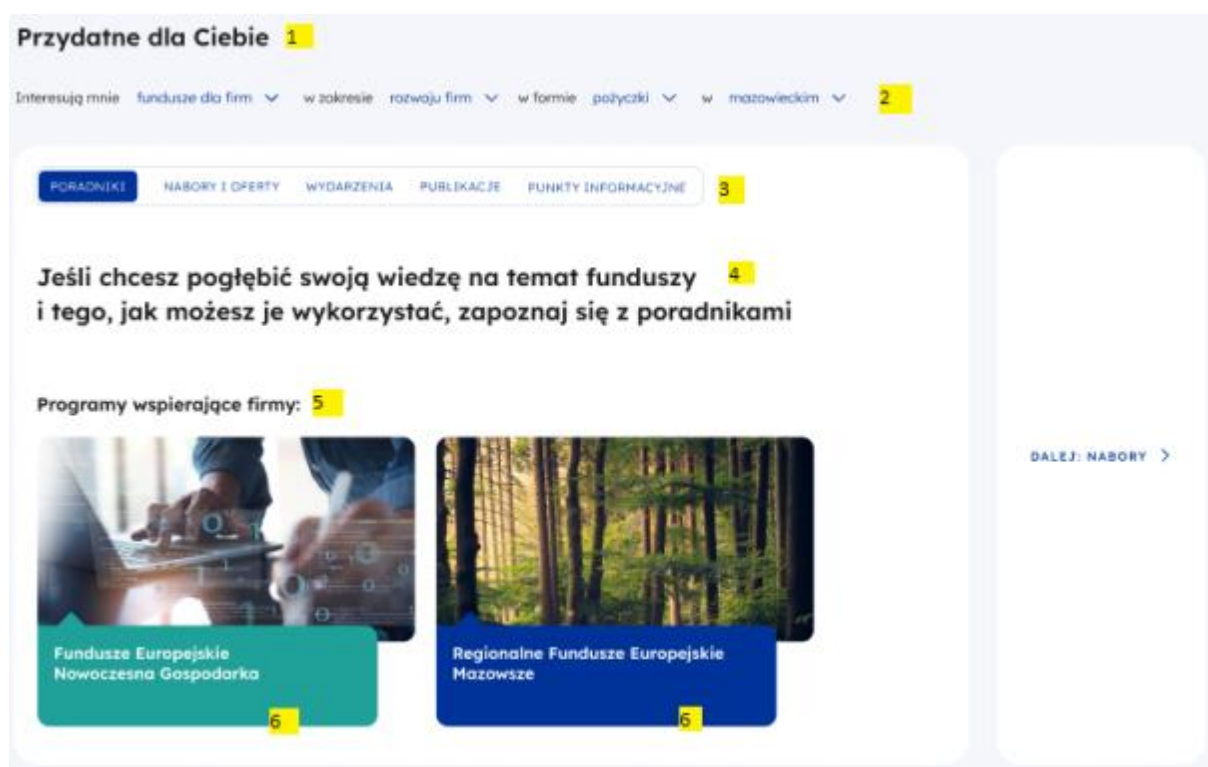 Przydatne dla Ciebie 1
Interesują mnie fundusze dla firm w zakresie rozwoju firm w formie pożyczki w mazowieckim 2
PORADNIKI NABORY I OFERTY WYDARZENIA PUBLIKACJE PUNKTY INFORMACYJNE 3
Jeśli chcesz pogłębić swoją wiedzę na temat funduszy 4
i tego, jak możesz je wykorzystać, zapoznaj się z poradnikami
Programy wspierające firmy: 5
DALEJ: NABORY
Fundusze Europejskie
Nowoczesna Gospodarka
6
Regionalne Fundusze Europejskie
Mazowsze
6